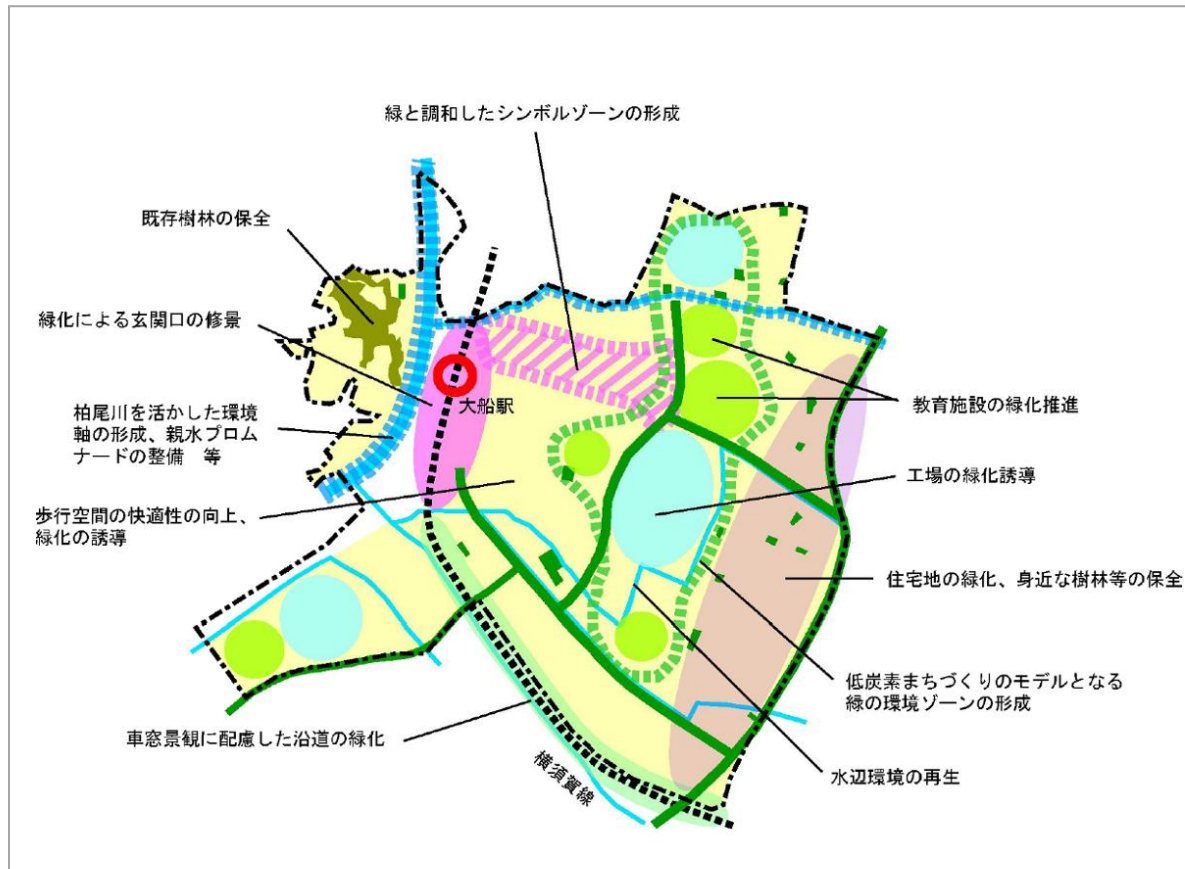 緑と調和したシンボルゾーンの形成
既存樹林の保全
緑化による玄関口の修景
大船駅
柏尾川を活かした環境
軸の形成、親水プロム
ナードの整備　等
教育施設の緑化推進
工場の緑化誘導
歩行空間の快適性の向上、
緑化の誘導
住宅地の緑化、身近な樹林等の保全
低炭素まちづくりのモデルとなる
緑の環境ゾーンの形成
車窓景観に配慮した沿道の緑化
横須賀線
水辺環境の再生